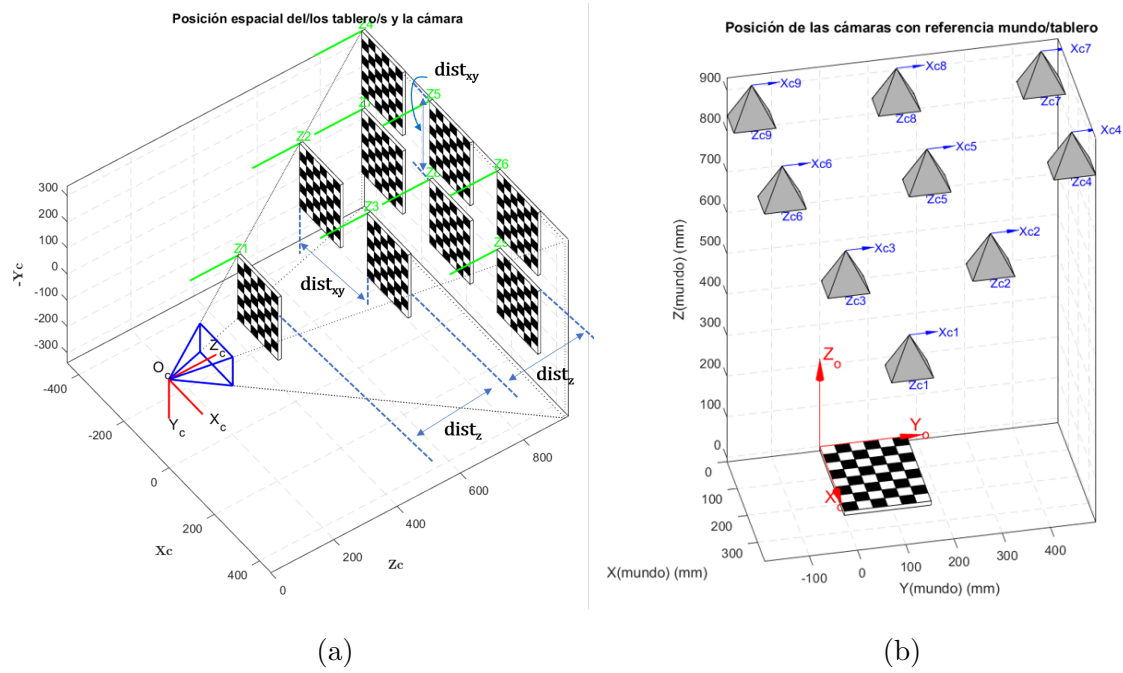 Posición espacial del/los tablero/s y la cámara
Z4
dist_xy
Z5
Z2
Z6
Z3
Z1
dist_xy
dist_z
dist_z
300
200
100
0
-100
-200
-300
-Yc
O_c
Z_c
X_c
Y_c
-400
-200
0
200
400
Xc
0
200
400
600
800
Zc
(a)
Posición de las cámaras con referencia mundo/tablero
900
800
700
600
500
400
300
200
100
0
Z(mundo) (mm)
Xc9
Zc9
Xc8
Zc8
Xc7
Zc7
Xc6
Zc6
Xc5
Zc5
Xc4
Zc4
Xc3
Zc3
Xc2
Zc2
Xc1
Zc1
Z_o
Y_o
X_o
0
100
200
300
X(mundo) (mm)
-100
0
100
200
300
400
Y(mundo) (mm)
(b)